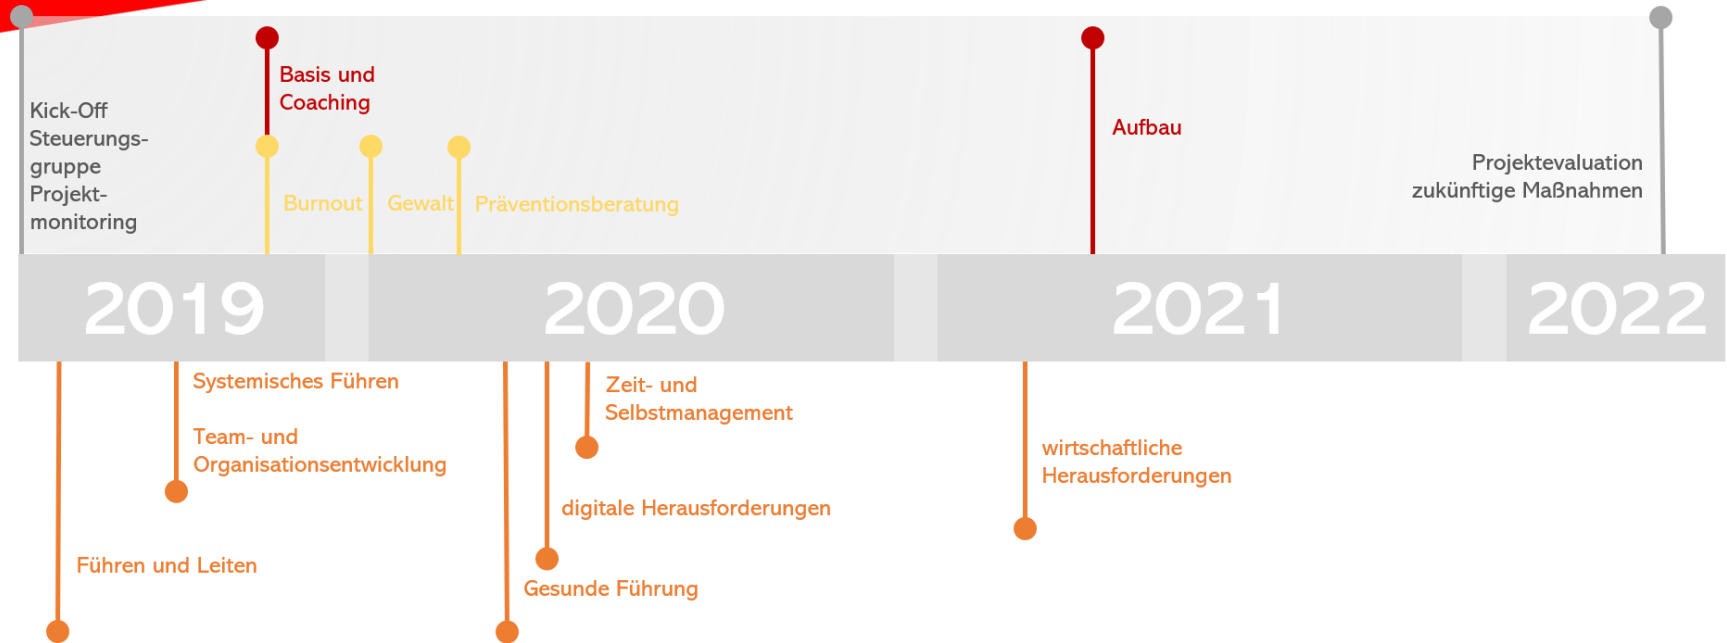 Kick-Off
Steuerungs-
gruppe
Projekt-
monitoring
Basis und
Coaching
Burnout
Gewalt
Präventionsberatung
Aufbau
Projektevaluation
zukünftige Maßnahmen
2019
2020
2021
2022
Systemisches Führen
Team- und
Organisationsentwicklung
Führen und Leiten
Zeit- und
Selbstmanagement
digitale Herausforderungen
Gesunde Führung
wirtschaftliche
Herausforderungen